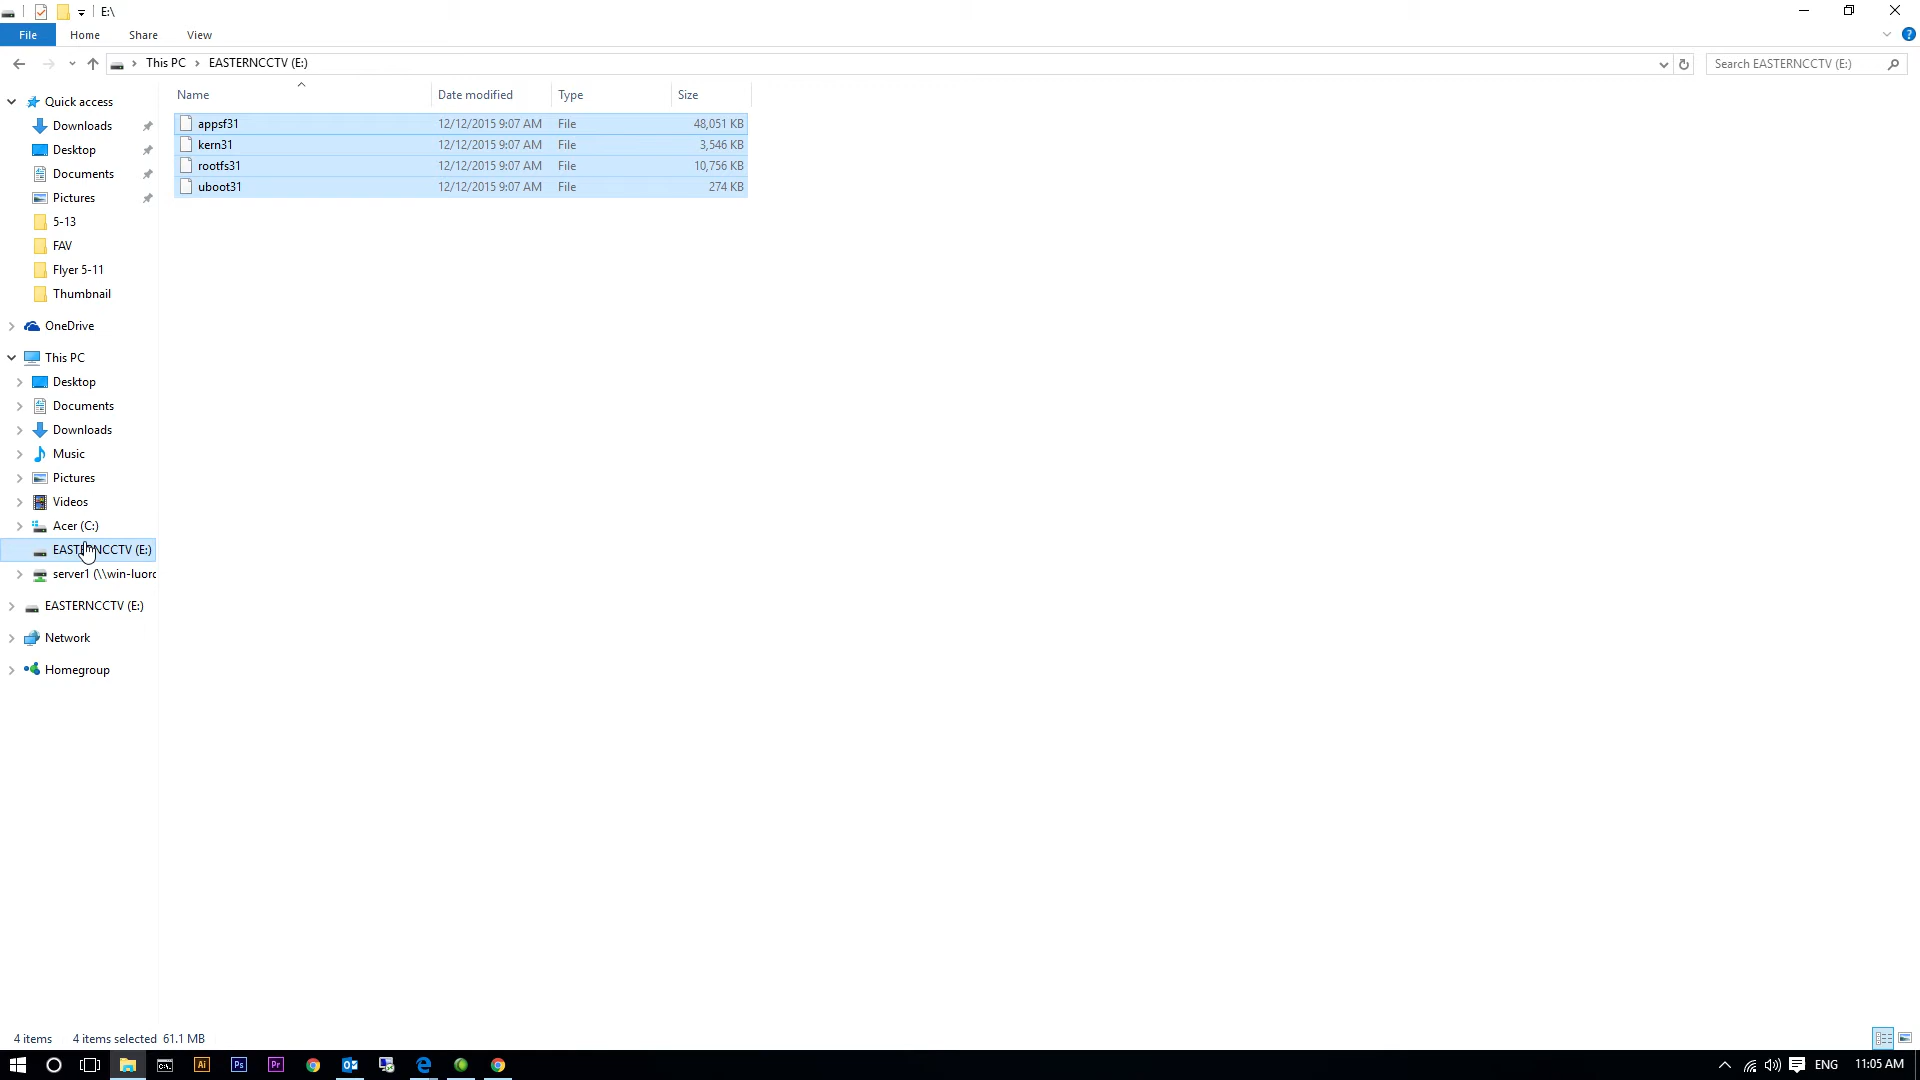 E:\
File Home Share View
This PC EASTERNCCTV (E:) Search EASTERNCCTV (E:)
Name Date modified Type Size
appsf31 12/12/2015 9:07 AM File 48,051 KB
kern31 12/12/2015 9:07 AM File 3,546 KB
rootfs31 12/12/2015 9:07 AM File 10,756 KB
uboot31 12/12/2015 9:07 AM File 274 KB
Quick access
Downloads
Desktop
Documents
Pictures
5-13
FAV
Flyer 5-11
Thumbnail
OneDrive
This PC
Desktop
Documents
Downloads
Music
Pictures
Videos
Acer (C:)
EASTERNCCTV (E:)
server1 (\\win-luorc
EASTERNCCTV (E:)
Network
Homegroup
4 items 4 items selected 61.1 MB
Ai Ps Pr ENG 11:05 AM